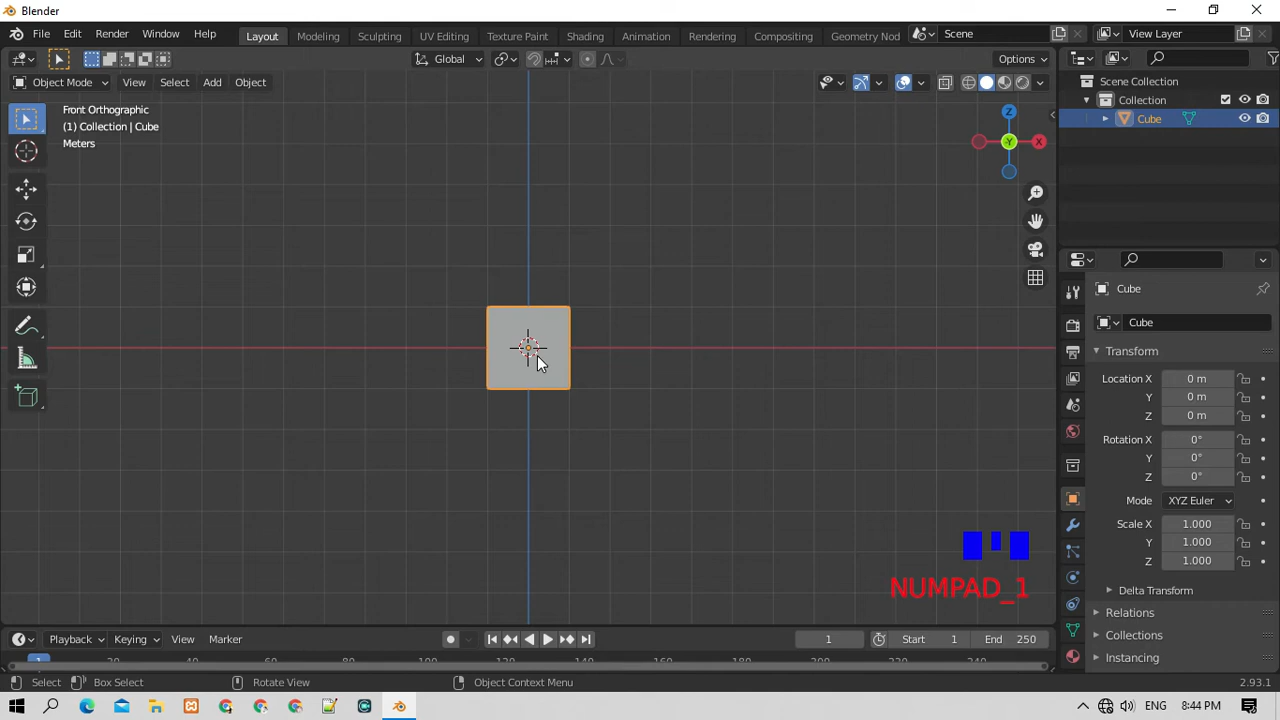 Blender
File Edit Render Window Help
Layout Modeling Sculpting UV Editing Texture Paint Shading Animation Rendering Compositing Geometry Nod
Scene
View Layer
Global
Options
Object Mode View Select Add Object
Front Orthographic
(1) Collection | Cube
Meters
Z
X
Y
Scene Collection
Collection
Cube
Cube
Cube
Transform
Location X 0 m
Y 0 m
Z 0 m
Rotation X 0°
Y 0°
Z 0°
Mode XYZ Euler
Scale X 1.000
Y 1.000
Z 1.000
Delta Transform
Relations
Collections
Instancing
NUMPAD_1
Playback Keying View Marker
1
Start 1
End 250
1
Select Box Select Rotate View Object Context Menu
2.93.1
ENG 8:44 PM